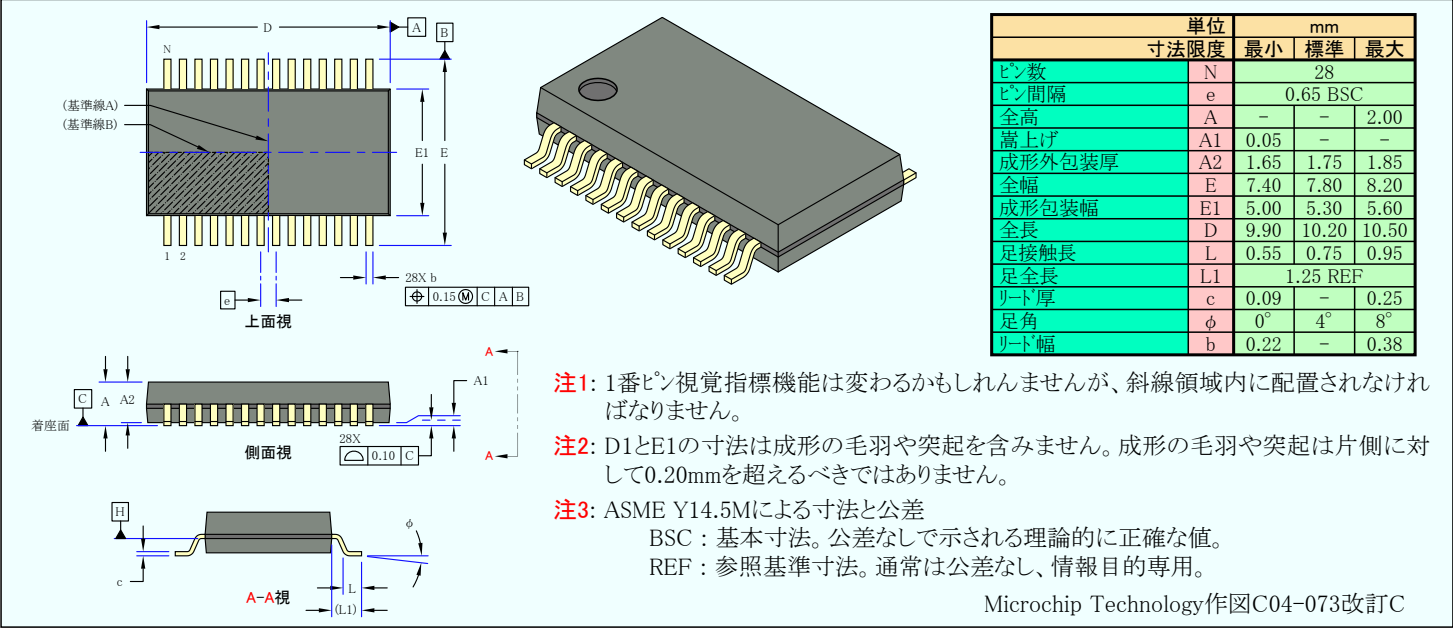 D
A
B
N
(基準線A)
(基準線B)
E1
E
1 2
28X b
0.15 Ⓜ C A B
e
上面視
A
A1
C
A
A2
着座面
28X
0.10 C
側面視
A
H
φ
c
L
(L1)
A-A視
単位 mm
寸法限度 最小 標準 最大
ﾋﾟﾝ数 N 28
ﾋﾟﾝ間隔 e 0.65 BSC
全高 A - - 2.00
嵩上げ A1 0.05 - -
成形外包装厚 A2 1.65 1.75 1.85
全幅 E 7.40 7.80 8.20
成形包装幅 E1 5.00 5.30 5.60
全長 D 9.90 10.20 10.50
足接触長 L 0.55 0.75 0.95
足全長 L1 1.25 REF
ﾘｰﾄﾞ厚 c 0.09 - 0.25
足角 φ 0° 4° 8°
ﾘｰﾄﾞ幅 b 0.22 - 0.38
注1: 1番ﾋﾟﾝ視覚指標機能は変わるかもしれんませんが、斜線領域内に配置されなけれ
ばなりません。
注2: D1とE1の寸法は成形の毛羽や突起を含みません。成形の毛羽や突起は片側に対
して0.20mmを超えるべきではありません。
注3: ASME Y14.5Mによる寸法と公差
BSC : 基本寸法。公差なしで示される理論的に正確な値。
REF : 参照基準寸法。通常は公差なし、情報目的専用。
Microchip Technology作図C04-073改訂C